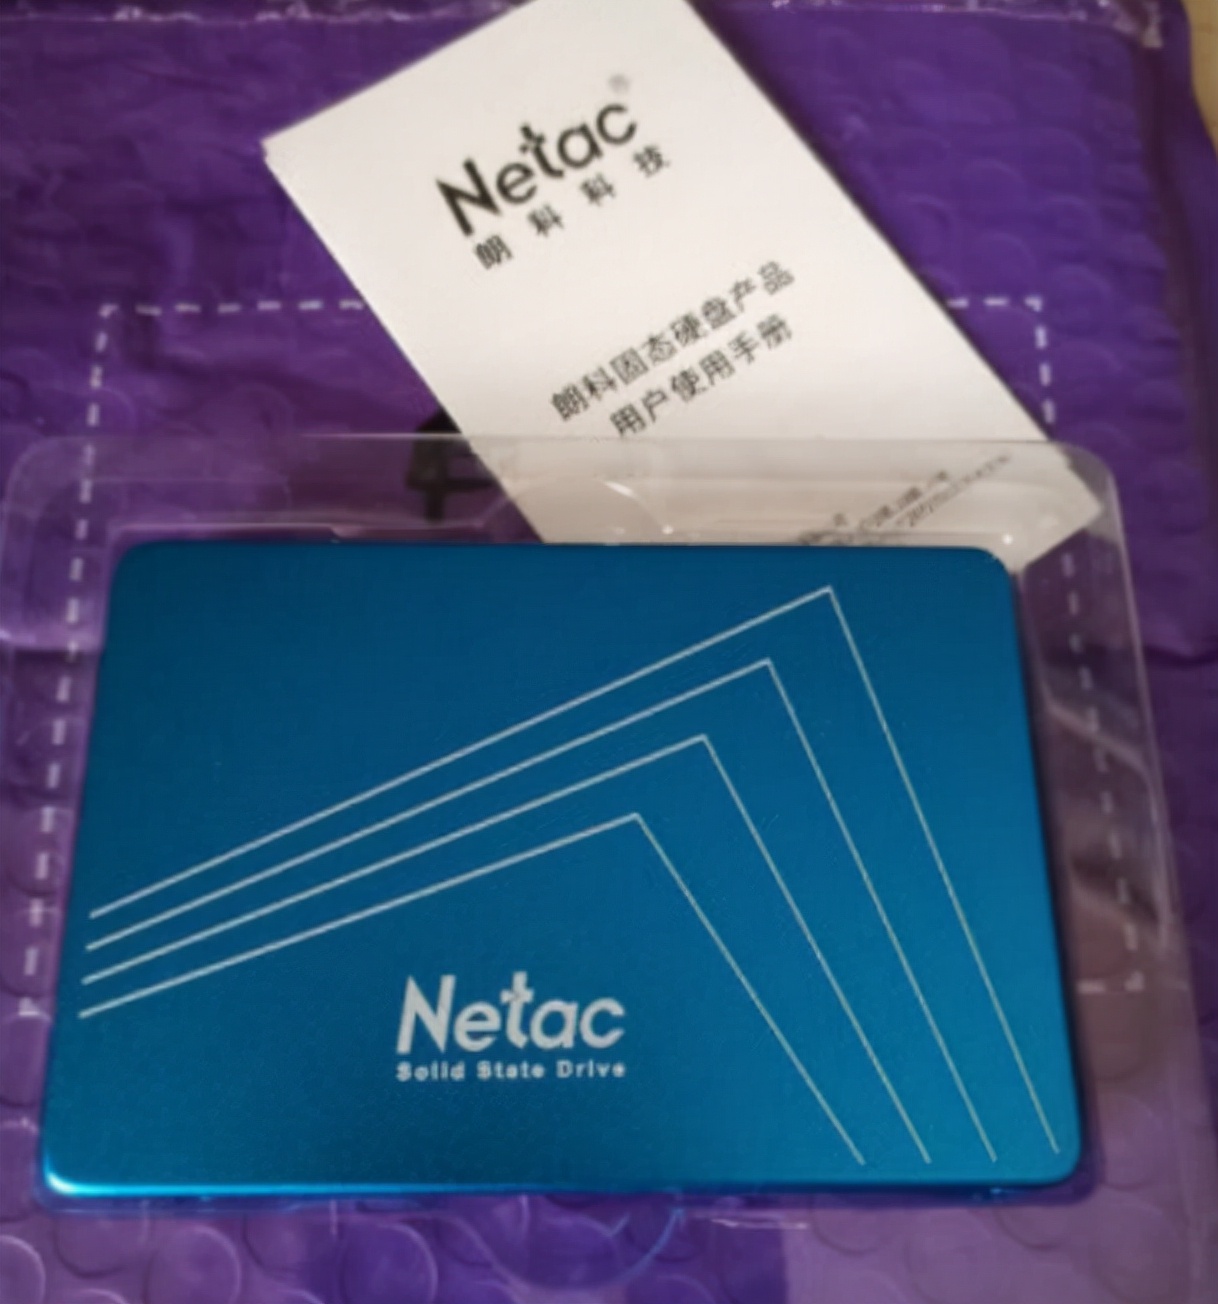 Netac®
朗科科技
朗科固态硬盘产品
用户使用手册
Netac
Solid State Drive